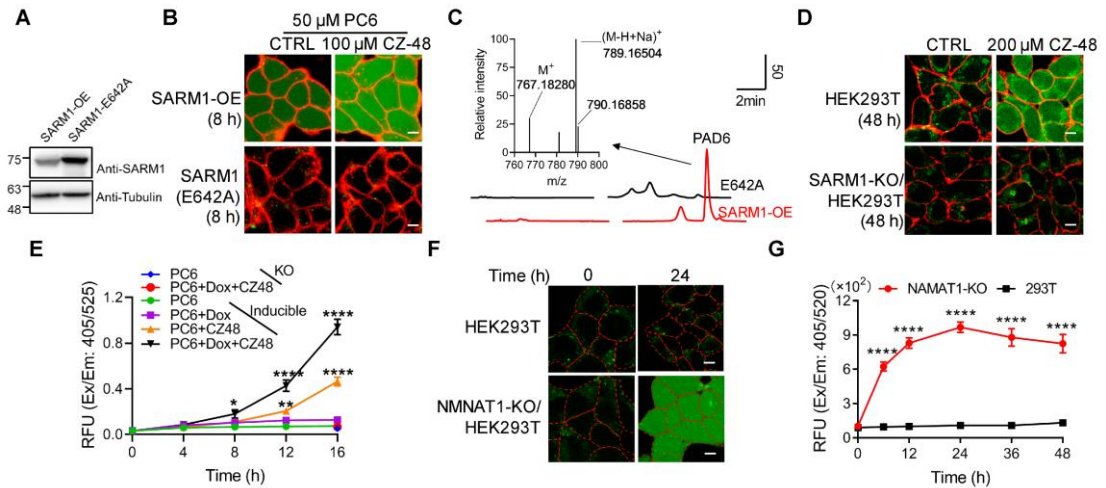 A
SARM1-OE
SARM1-E642A
75
63
48
Anti-SARM1
Anti-Tubulin
B
50 µM PC6
CTRL 100 µM CZ-48
SARM1-OE
(8 h)
SARM1
(E642A)
(8 h)
C
Relative intensity
100
75
50
25
0
760 770 780 790 800
m/z
M⁺
767.18280
(M-H+Na)⁺
789.16504
790.16858
50
2min
PAD6
E642A
SARM1-OE
D
CTRL 200 µM CZ-48
HEK293T
(48 h)
SARM1-KO/
HEK293T
(48 h)
E
PC6
PC6+Dox+CZ48
KO
PC6
PC6+Dox
PC6+CZ48
PC6+Dox+CZ48
Inducible
RFU (Ex/Em: 405/525)
1.2
0.8
0.4
0.0
0 4 8 12 16
Time (h)
*
****
**
****
****
F
Time (h) 0 24
HEK293T
NMNAT1-KO/
HEK293T
G
(×10²)
NAMAT1-KO 293T
RFU (Ex/Em: 405/520)
12
9
6
3
0
0 12 24 36 48
Time (h)
**** **** **** **** ****